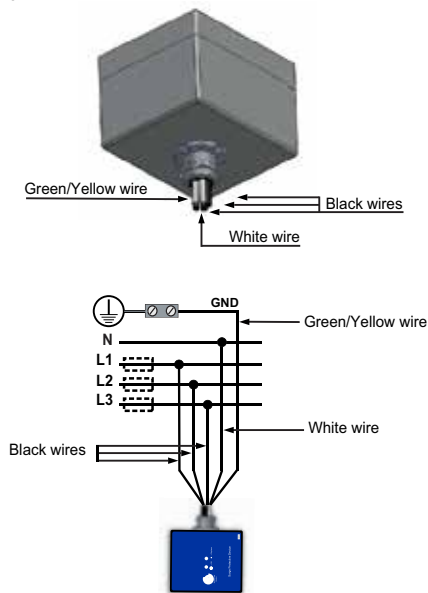 Green/Yellow wire
Black wires
White wire
GND
Green/Yellow wire
N
L1
L2
L3
White wire
Black wires